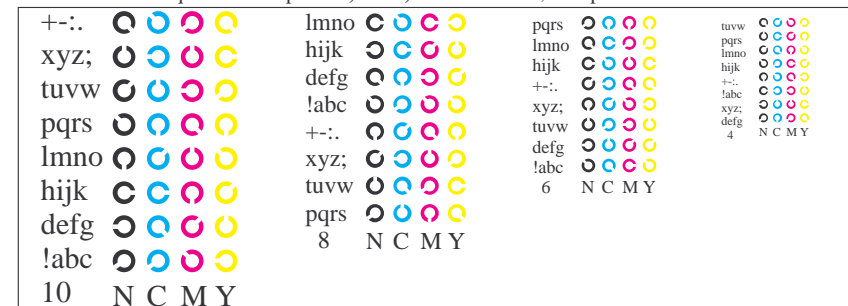 +-:.
xyz;
tuvw
pqrs
lmno
hijk
defg
!abc
10 N C M Y
lmno
hijk
defg
!abc
+-:.
xyz;
tuvw
pqrs
8 N C M Y
pqrs
lmno
hijk
+-:.
xyz;
tuvw
defg
!abc
6 N C M Y
tuvw
pqrs
lmno
hijk
+-:.
!abc
xyz;
defg
4 N C M Y